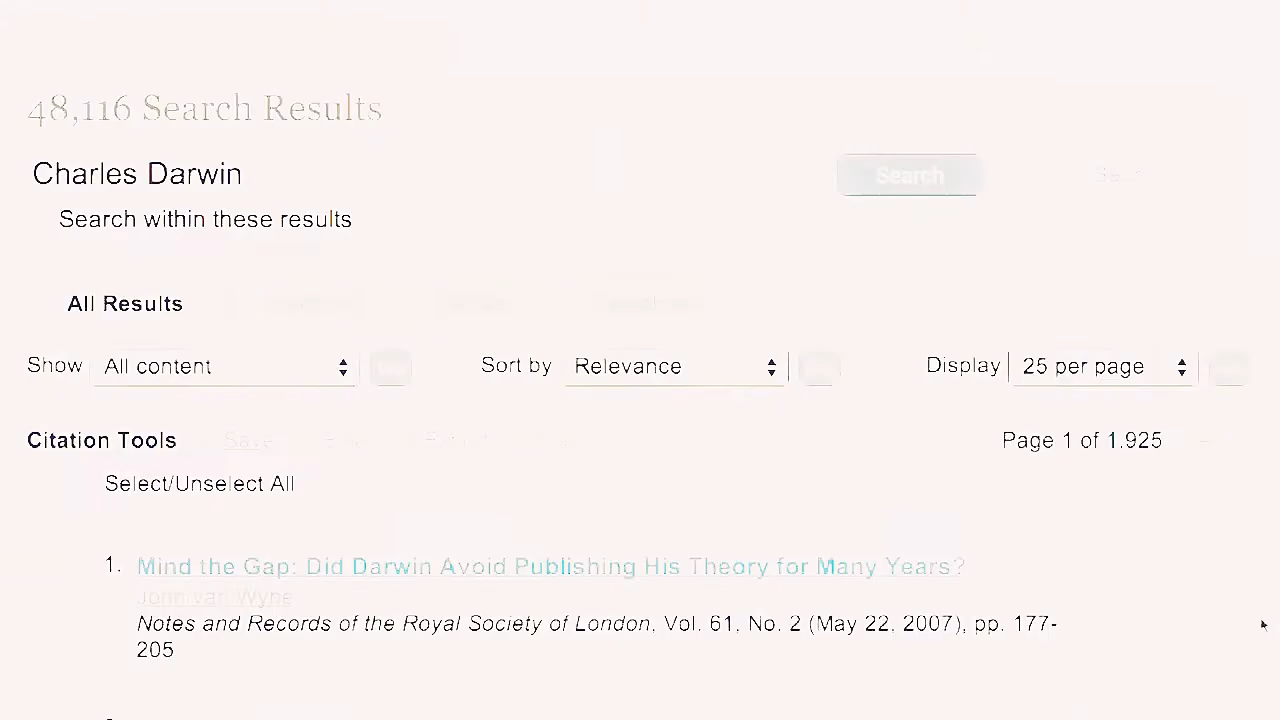 48,116 Search Results
Charles Darwin
Search
Search within these results
All Results
Show All content Sort by Relevance Display 25 per page
Citation Tools Save Page 1 of 1.925
Select/Unselect All
1. Mind the Gap: Did Darwin Avoid Publishing His Theory for Many Years?
John van Wyhe
Notes and Records of the Royal Society of London, Vol. 61, No. 2 (May 22, 2007), pp. 177-
205